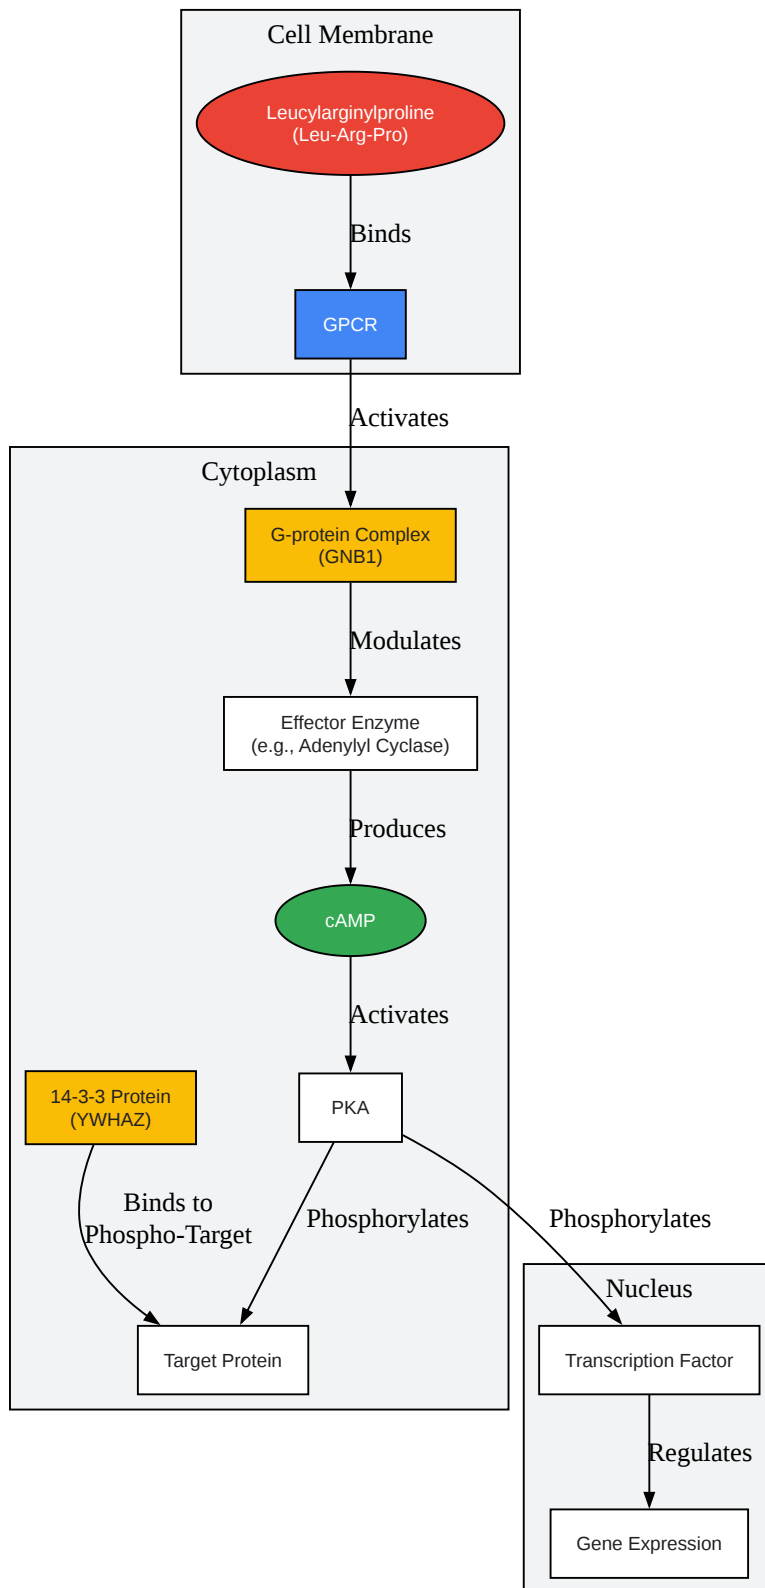 Cell Membrane
Leucylarginylproline
(Leu-Arg-Pro)
Binds
GPCR
Activates
Cytoplasm
G-protein Complex
(GNB1)
Modulates
Effector Enzyme
(e.g., Adenylyl Cyclase)
Produces
cAMP
Activates
14-3-3 Protein
(YWHAZ)
PKA
Binds to
Phospho-Target
Phosphorylates
Phosphorylates
Nucleus
Target Protein
Transcription Factor
Regulates
Gene Expression